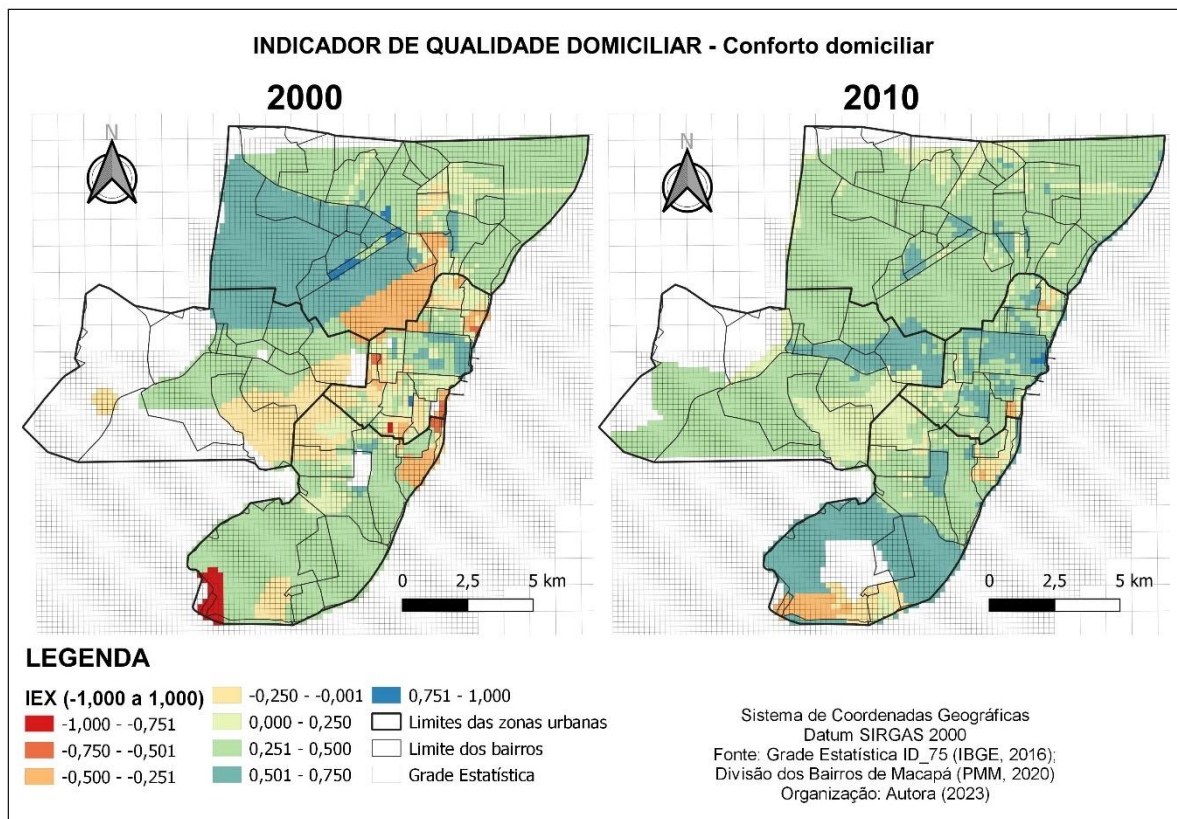 INDICADOR DE QUALIDADE DOMICILIAR - Conforto domiciliar
2000
2010
N
N
0 2,5 5 km
0 2,5 5 km
LEGENDA
IEX (-1,000 a 1,000)
-1,000 - -0,751
-0,750 - -0,501
-0,500 - -0,251
-0,250 - -0,001
0,000 - 0,250
0,251 - 0,500
0,501 - 0,750
0,751 - 1,000
Limites das zonas urbanas
Limite dos bairros
Grade Estatística
Sistema de Coordenadas Geográficas
Datum SIRGAS 2000
Fonte: Grade Estatística ID_75 (IBGE, 2016);
Divisão dos Bairros de Macapá (PMM, 2020)
Organização: Autora (2023)